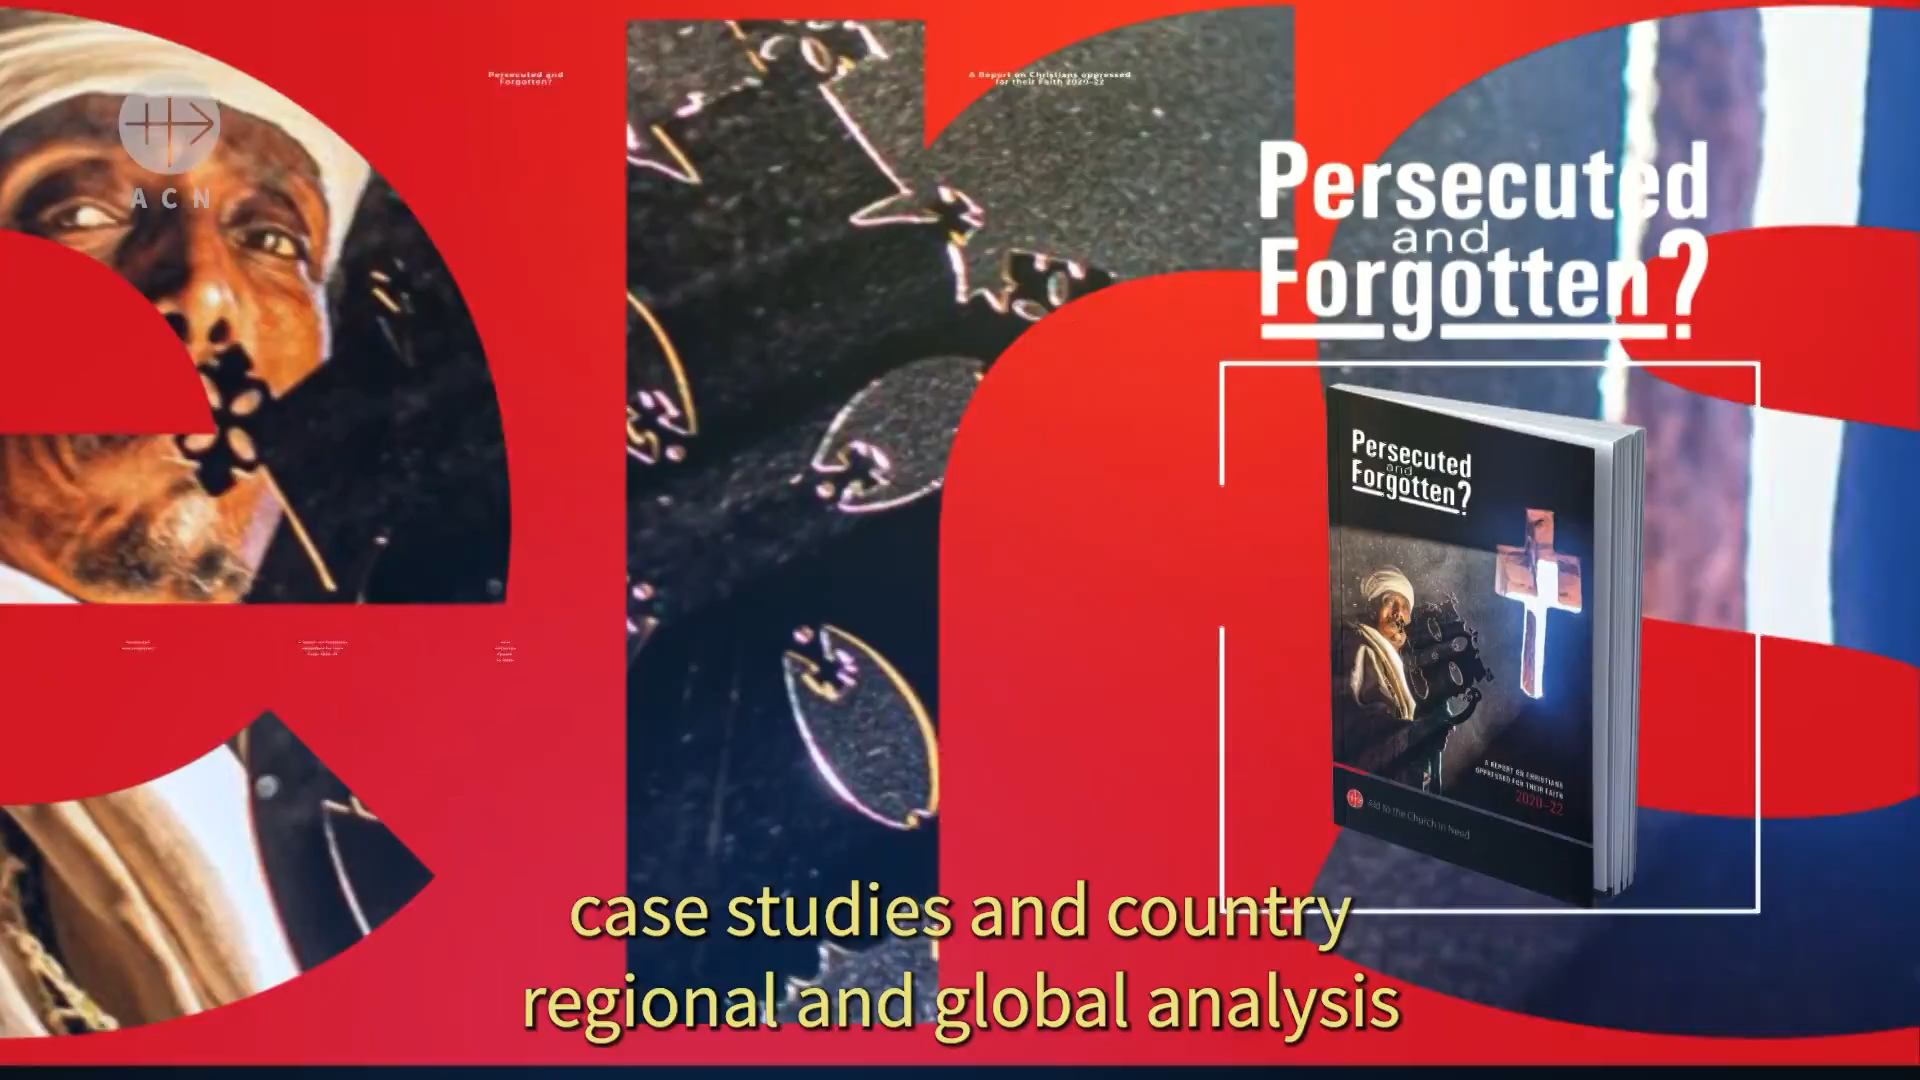 Persecuted and
Forgotten?
A Report on Christians oppressed
for their Faith 2020–22
ACN
Persecuted
and
Forgotten?
Persecuted
and
Forgotten?
A REPORT ON CHRISTIANS
OPPRESSED FOR THEIR FAITH
2020–22
Aid to the Church in Need
case studies and country
regional and global analysis